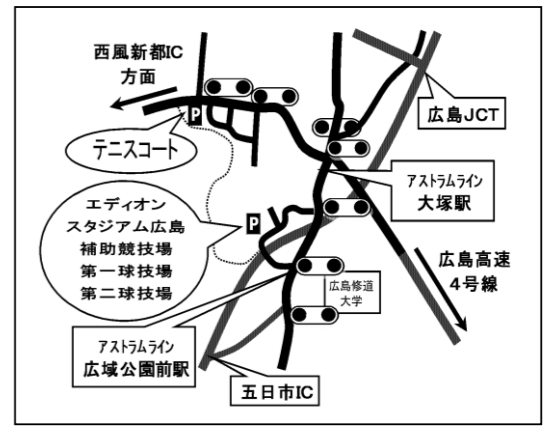 西風新都IC
方面
P
テニスコート
広島JCT
アストラムライン
大塚駅
エディオン
スタジアム広島
補助競技場
第一球技場
第二球技場
P
広島高速
4号線
広島修道
大学
アストラムライン
広域公園前駅
五日市IC